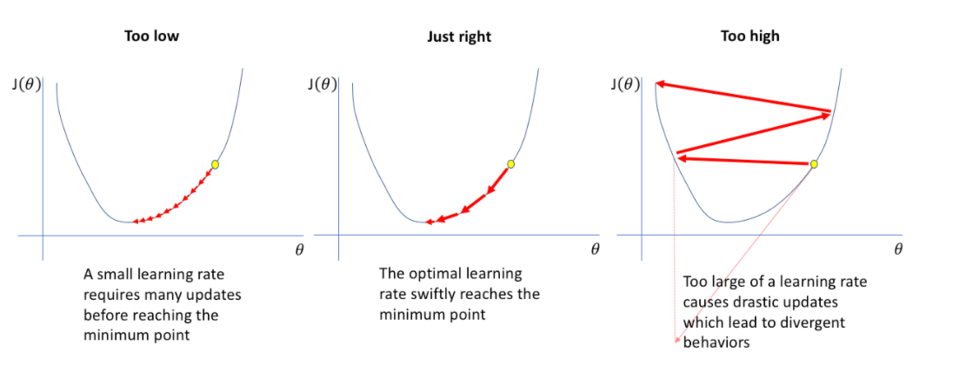 Too low
Just right
Too high
J(θ)
J(θ)
J(θ)
θ
θ
θ
A small learning rate
requires many updates
before reaching the
minimum point
The optimal learning
rate swiftly reaches the
minimum point
Too large of a learning rate
causes drastic updates
which lead to divergent
behaviors